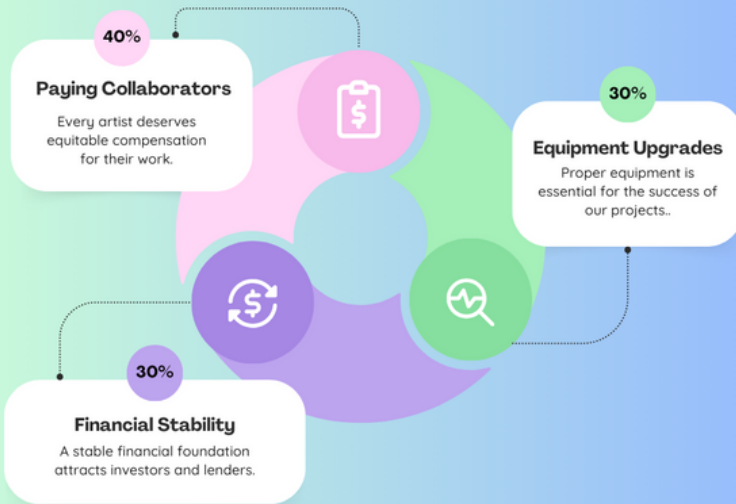 40%
Paying Collaborators
Every artist deserves
equitable compensation
for their work.
30%
Equipment Upgrades
Proper equipment is
essential for the success of
our projects..
30%
Financial Stability
A stable financial foundation
attracts investors and lenders.
$
$